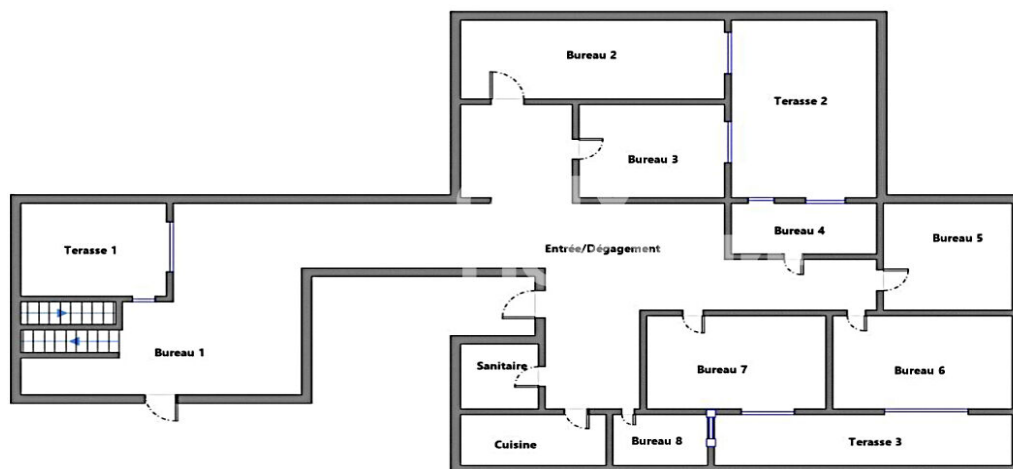 Bureau 2
Terasse 2
Bureau 3
Bureau 4
Bureau 5
Terasse 1
Entrée/Dégagement
Bureau 1
Sanitaire
Bureau 7
Bureau 6
Cuisine
Bureau 8
Terasse 3